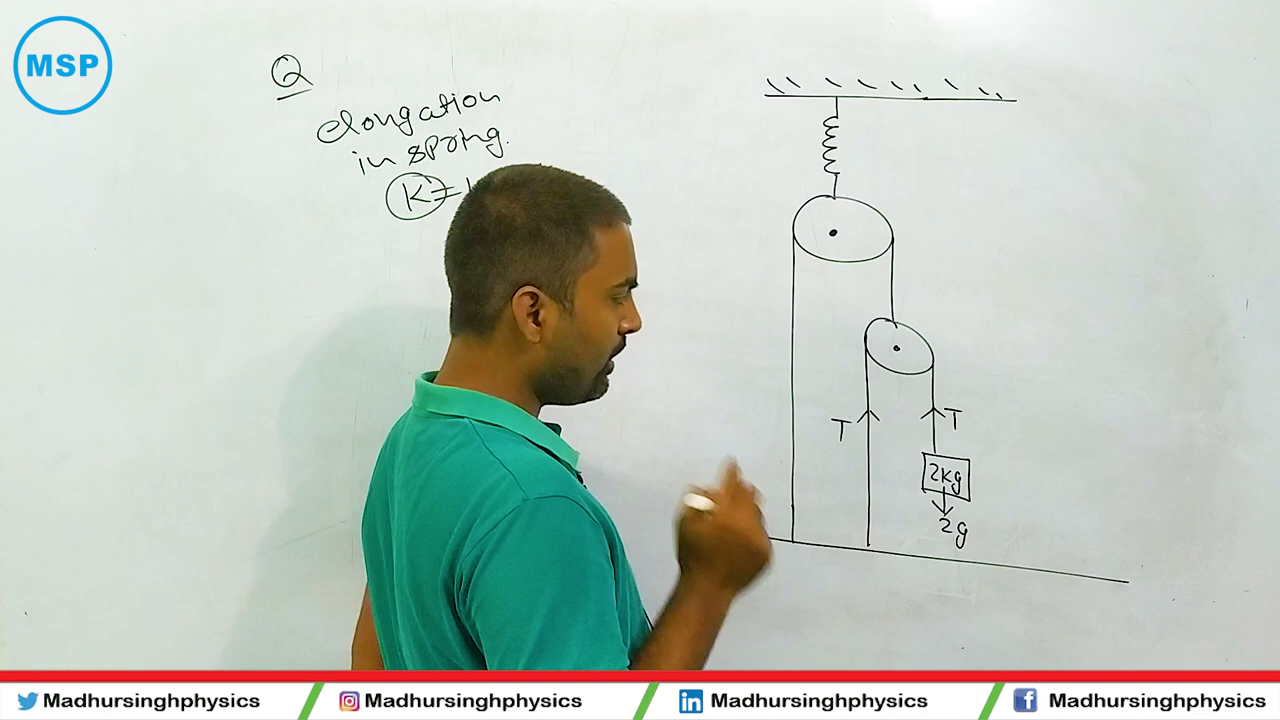 MSP
Q
elongation
in spring.
K=
T
T
2kg
2g
Madhursinghphysics
Madhursinghphysics
Madhursinghphysics
Madhursinghphysics